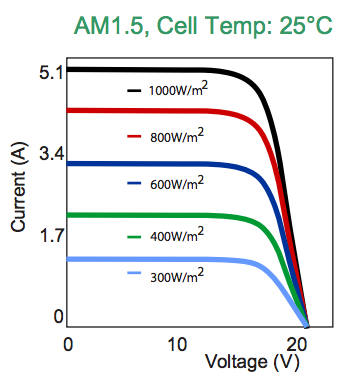 AM1.5, Cell Temp: 25°C
5.1
1000W/m2
800W/m2
3.4
600W/m2
Current (A)
1.7
400W/m2
300W/m2
0
0 10 20
Voltage (V)